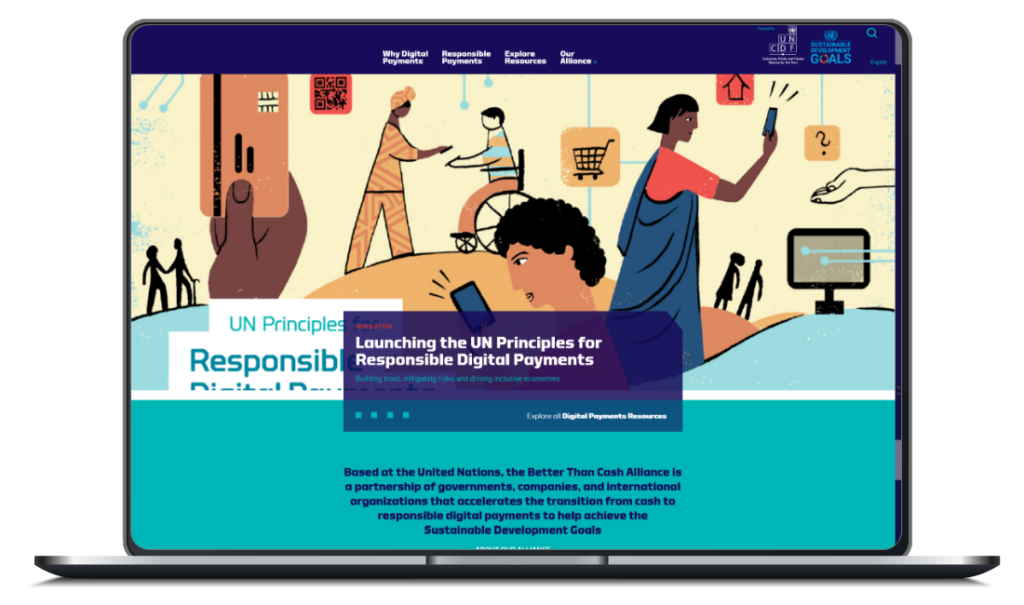 Why Digital
Payments
Responsible
Payments
Explore
Resources
Our
Alliance
UN
CDF
SUSTAINABLE
DEVELOPMENT
GOALS
English
?
UN Principles for
Responsible
Digital Payments
NEWSLETTER
Launching the UN Principles for
Responsible Digital Payments
Building trust, mitigating risks and driving inclusive economies
Explore all Digital Payments Resources
Based at the United Nations, the Better Than Cash Alliance is
a partnership of governments, companies, and international
organizations that accelerates the transition from cash to
responsible digital payments to help achieve the
Sustainable Development Goals
ABOUT OUR ALLIANCE